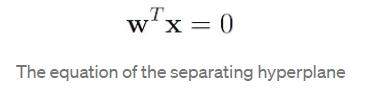 wᵀx = 0
The equation of the separating hyperplane